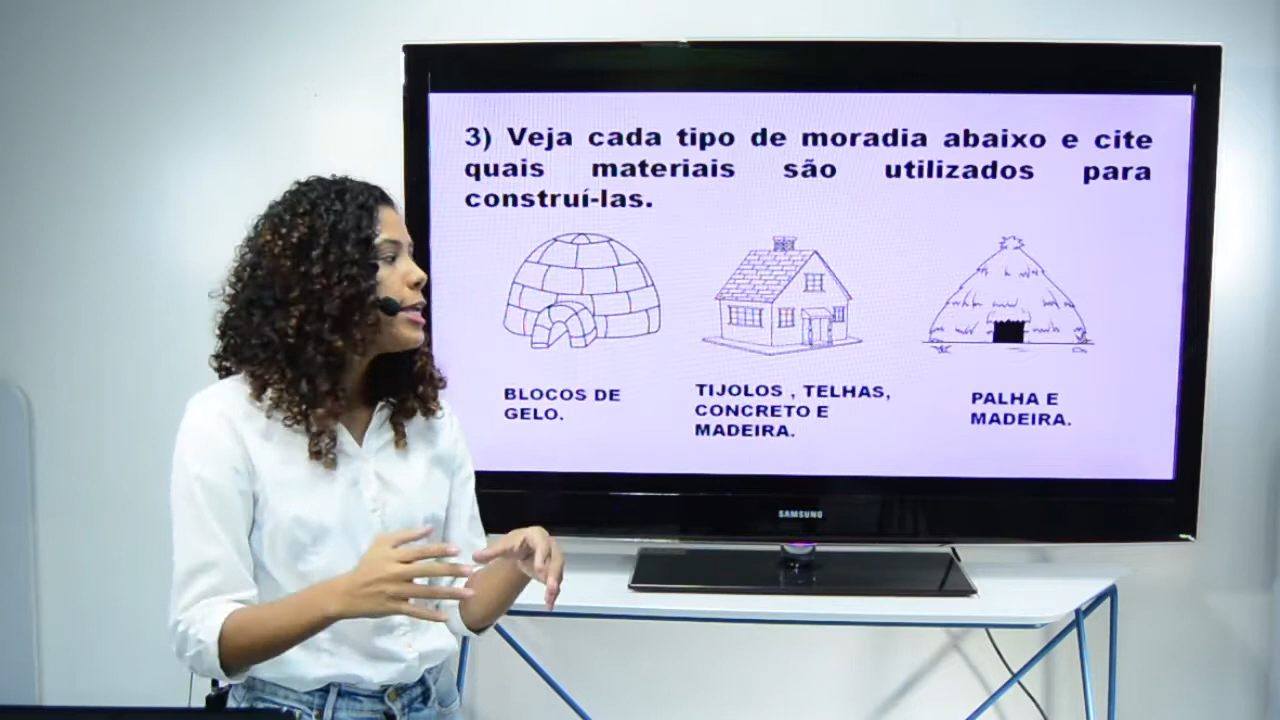 3) Veja cada tipo de moradia abaixo e cite
quais materiais são utilizados para
construí-las.
BLOCOS DE
GELO.
TIJOLOS , TELHAS,
CONCRETO E
MADEIRA.
PALHA E
MADEIRA.
SAMSUNG